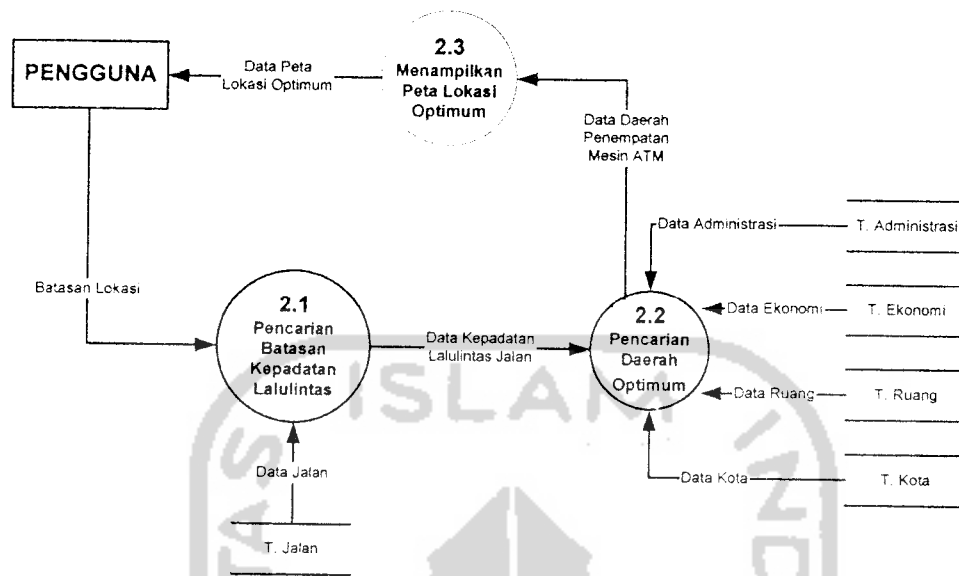 2.3
Menampilkan
Peta Lokasi
Optimum
PENGGUNA
Data Peta
Lokasi Optimum
Data Daerah
Penempatan
Mesin ATM
Data Administrasi
T. Administrasi
Batasan Lokasi
2.1
Pencarian
Batasan
Kepadatan
Lalulintas
Data Kepadatan
Lalulintas Jalan
2.2
Pencarian
Daerah
Optimum
Data Ekonomi
T. Ekonomi
Data Ruang
T. Ruang
Data Kota
T. Kota
Data Jalan
T. Jalan
ISLAM